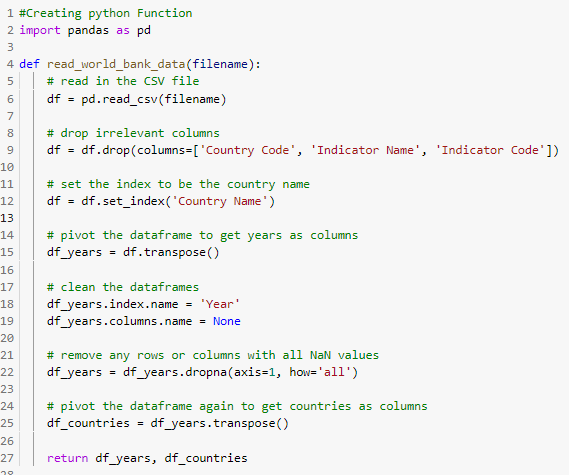 1 #Creating python Function
2 import pandas as pd
3
4 def read_world_bank_data(filename):
5     # read in the CSV file
6     df = pd.read_csv(filename)
7
8     # drop irrelevant columns
9     df = df.drop(columns=['Country Code', 'Indicator Name', 'Indicator Code'])
10
11     # set the index to be the country name
12     df = df.set_index('Country Name')
13
14     # pivot the dataframe to get years as columns
15     df_years = df.transpose()
16
17     # clean the dataframes
18     df_years.index.name = 'Year'
19     df_years.columns.name = None
20
21     # remove any rows or columns with all NaN values
22     df_years = df_years.dropna(axis=1, how='all')
23
24     # pivot the dataframe again to get countries as columns
25     df_countries = df_years.transpose()
26
27     return df_years, df_countries
28